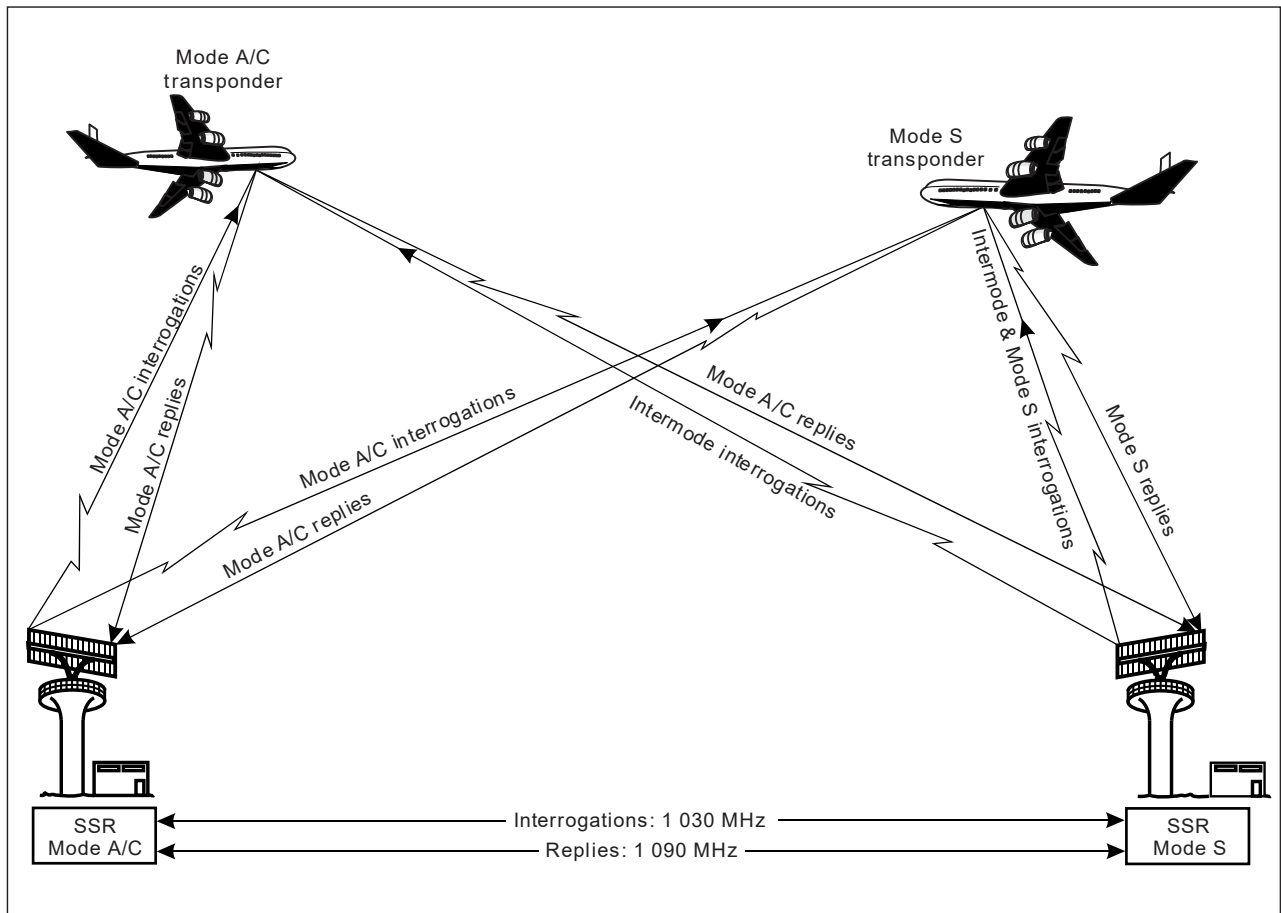 Mode A/C
transponder
Mode S
transponder
Mode A/C interrogations
Mode A/C replies
Mode A/C interrogations
Mode A/C replies
Mode A/C replies
Intermode interrogations
Intermode & Mode S interrogations
Mode S replies
SSR
Mode A/C
Interrogations: 1 030 MHz
Replies: 1 090 MHz
SSR
Mode S